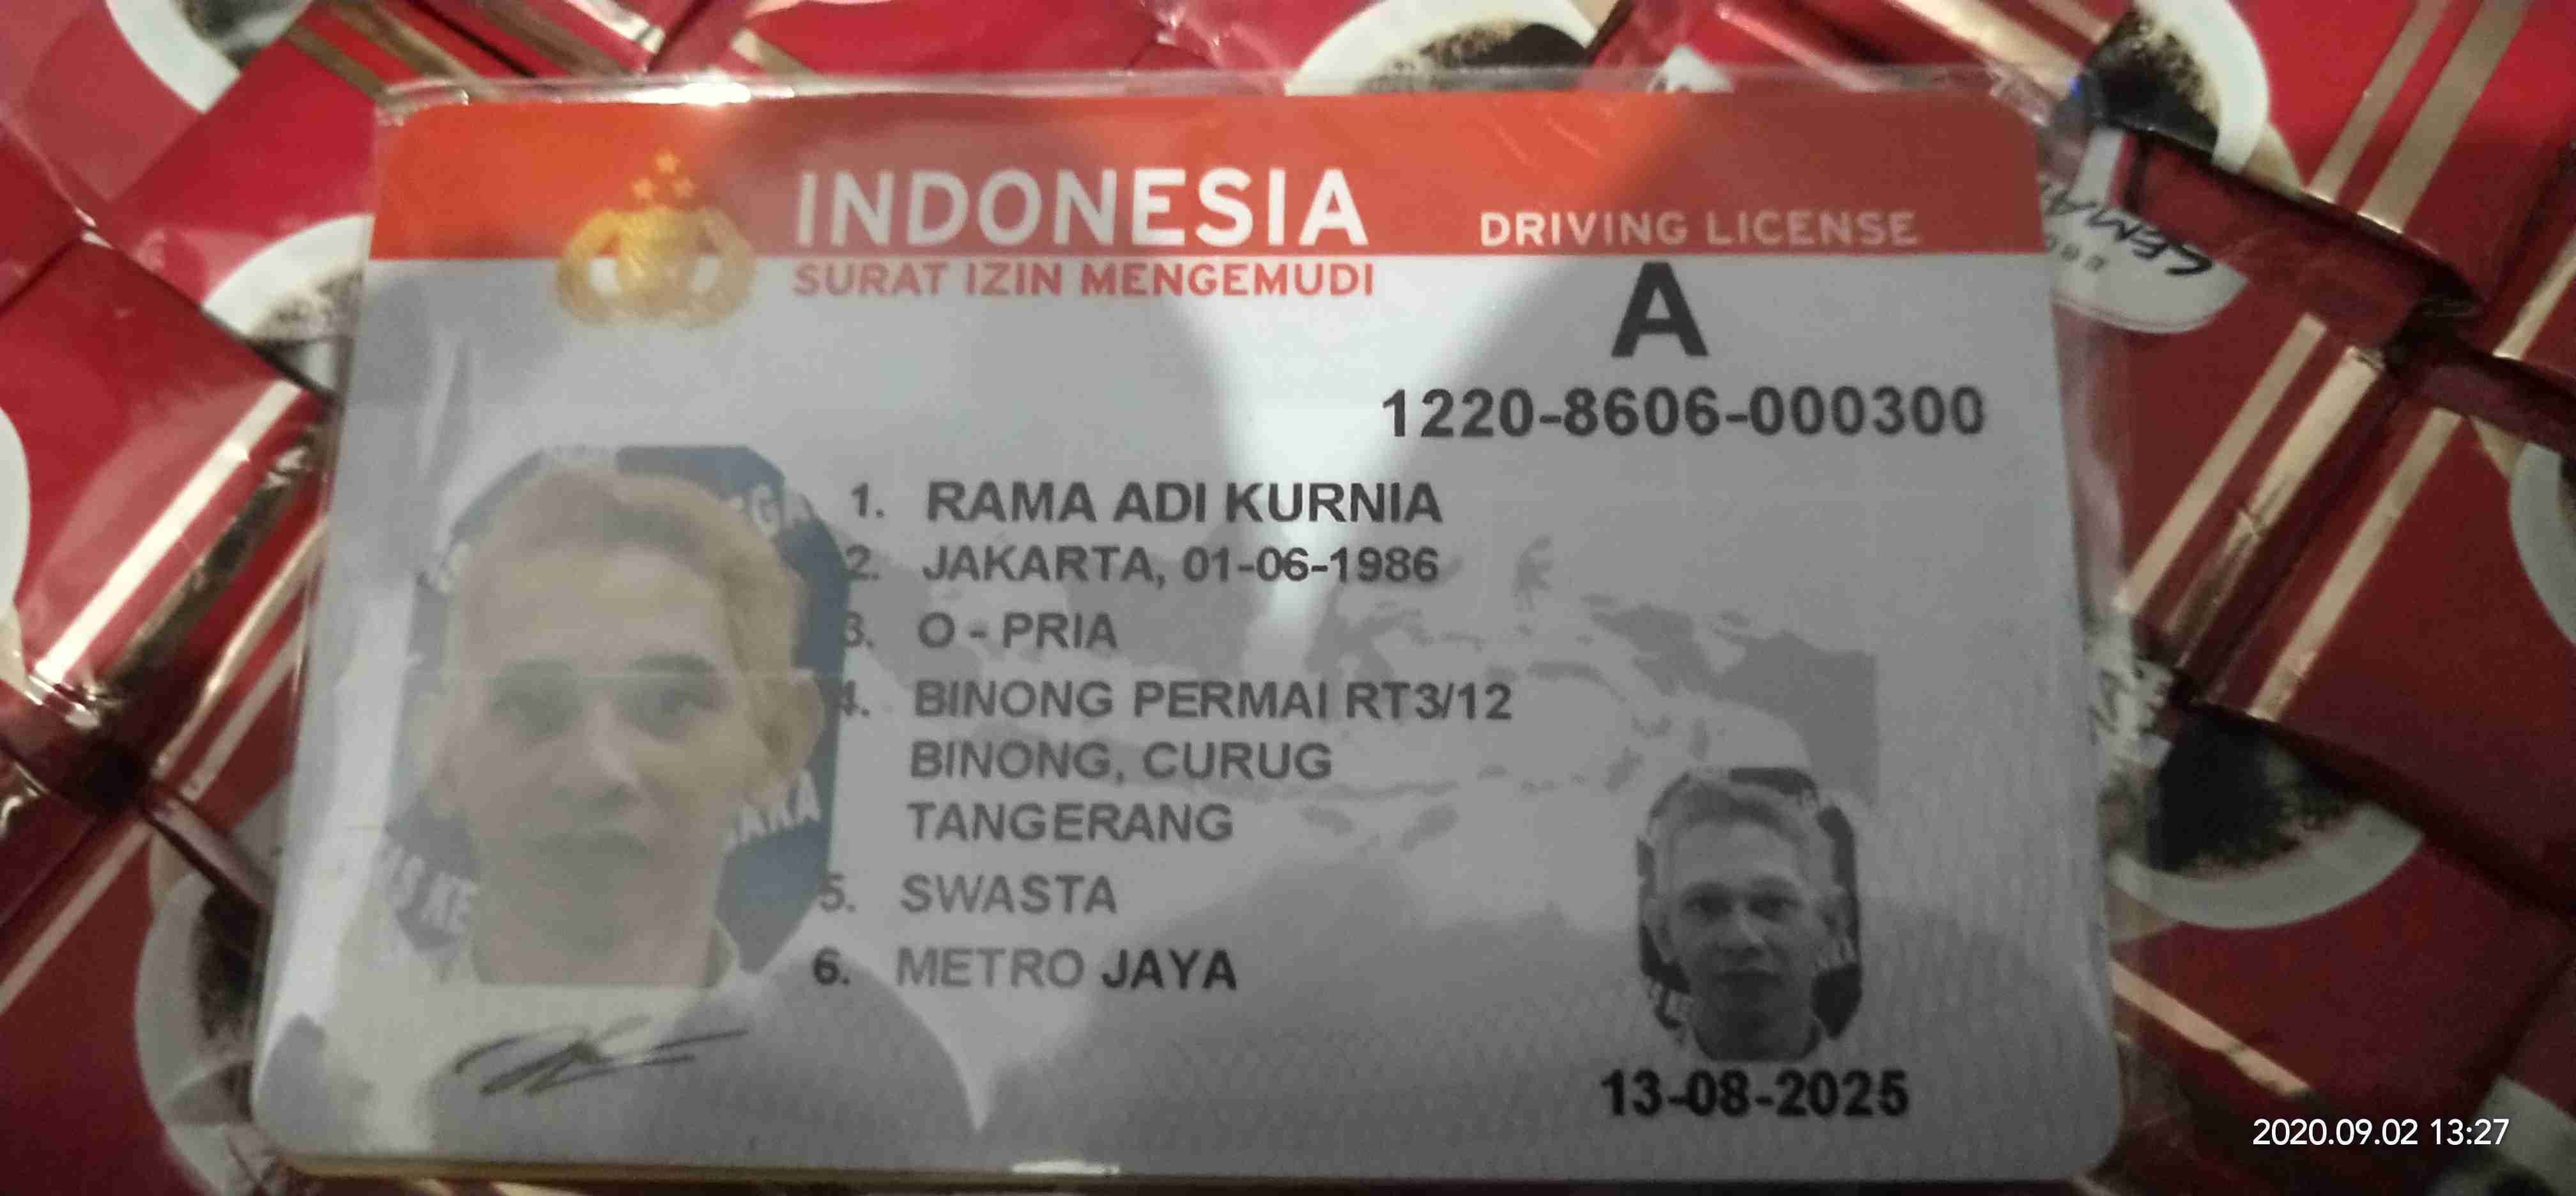 INDONESIA
DRIVING LICENSE
SURAT IZIN MENGEMUDI
A
1220-8606-000300
1. RAMA ADI KURNIA
2. JAKARTA, 01-06-1986
3. O - PRIA
4. BINONG PERMAI RT3/12
BINONG, CURUG
TANGERANG
5. SWASTA
6. METRO JAYA
13-08-2025
2020.09.02 13:27